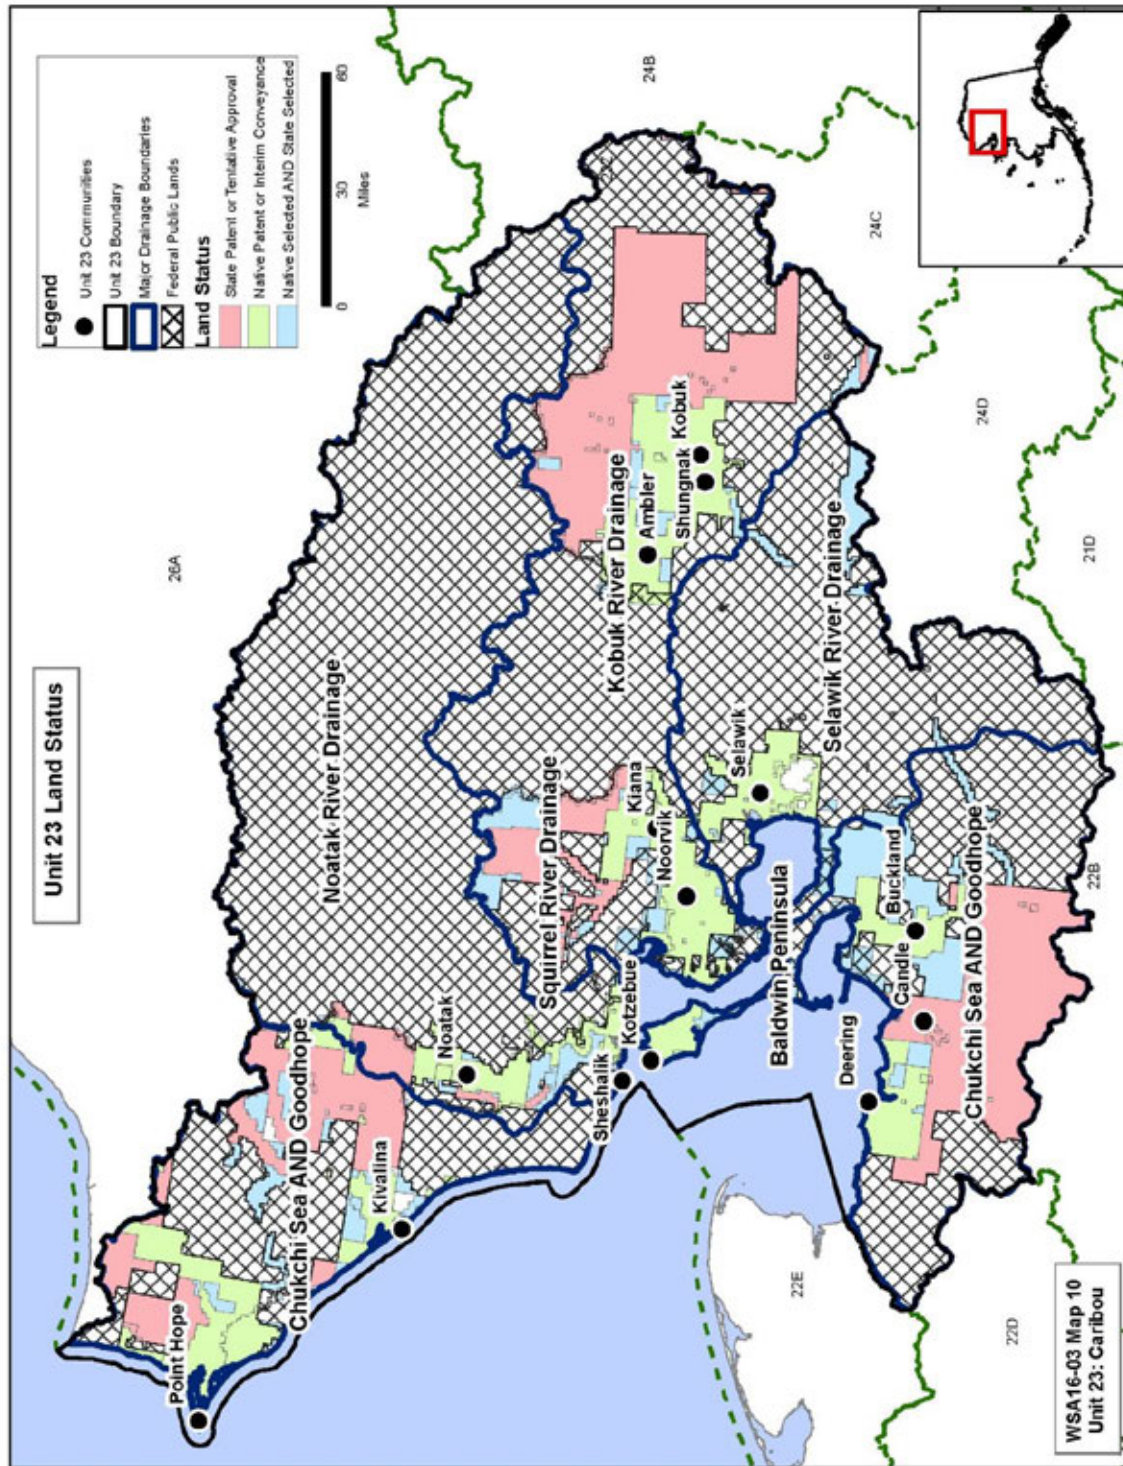 Unit 23 Land Status
Legend
Unit 23 Communities
Unit 23 Boundary
Major Drainage Boundaries
Federal Public Lands
Land Status
State Patent or Tentative Approval
Native Patent or Interim Conveyance
Native Selected AND State Selected
0 30 60
Miles
26A
24B
24C
24D
21D
22B
22E
22D
Point Hope
Chukchi Sea AND Goodhope
Kivalina
Noatak
Noatak River Drainage
Squirrel River Drainage
Sheshalik
Kotzebue
Kiana
Noorvik
Kobuk River Drainage
Ambler
Shungnak
Kobuk
Selawik
Selawik River Drainage
Baldwin Peninsula
Deering
Candle
Buckland
Chukchi Sea AND Goodhope
WSA16-03 Map 10
Unit 23: Caribou